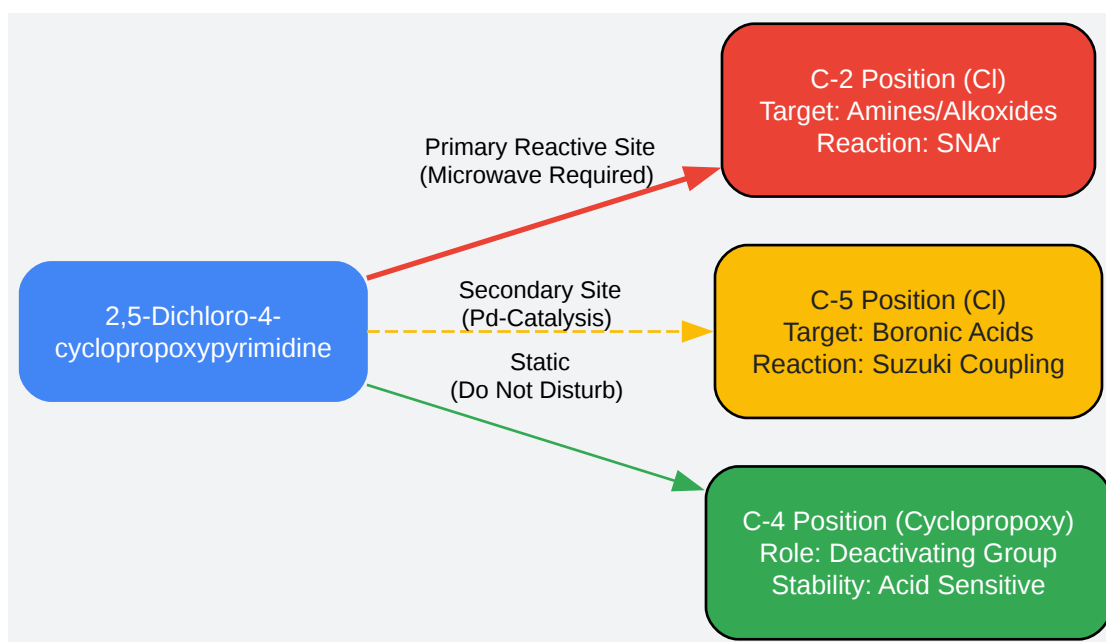 2,5-Dichloro-4-
cyclopropoxypyrimidine
Primary Reactive Site
(Microwave Required)
C-2 Position (Cl)
Target: Amines/Alkoxides
Reaction: SNAr
Secondary Site
(Pd-Catalysis)
C-5 Position (Cl)
Target: Boronic Acids
Reaction: Suzuki Coupling
Static
(Do Not Disturb)
C-4 Position (Cyclopropoxy)
Role: Deactivating Group
Stability: Acid Sensitive